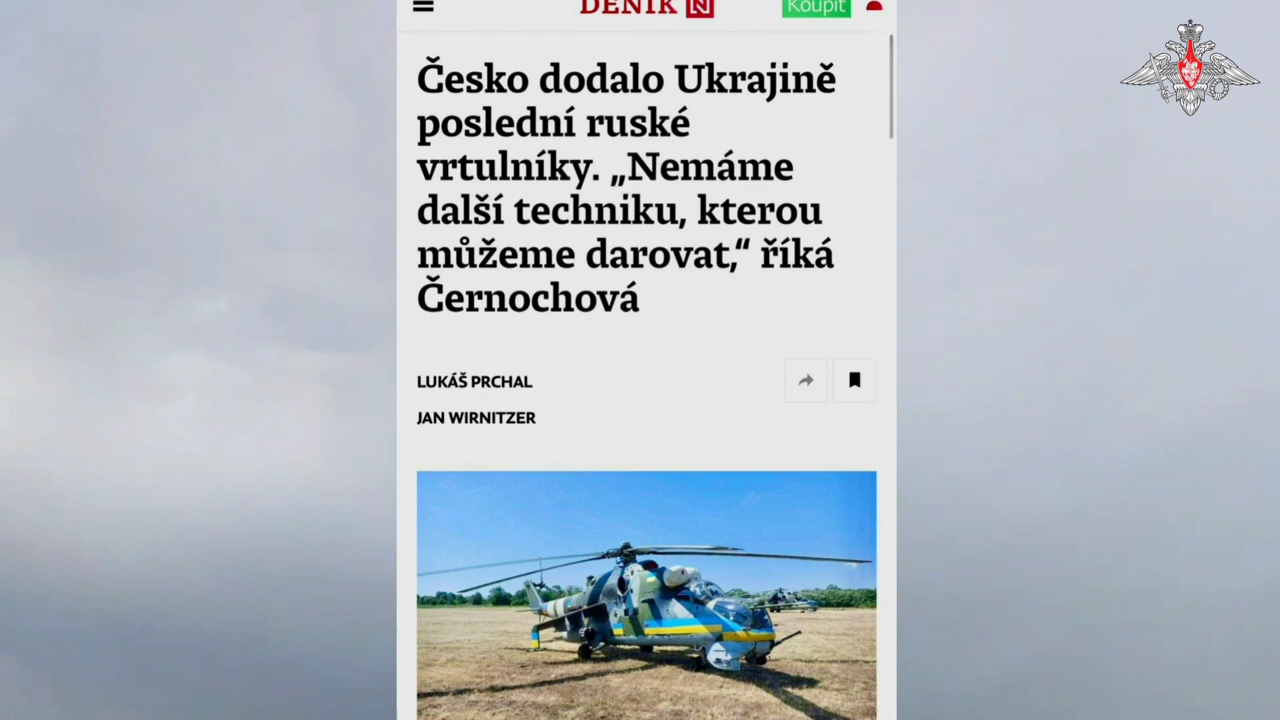 DENÍK N
Koupit
Česko dodalo Ukrajině
poslední ruské
vrtulníky. „Nemáme
další techniku, kterou
můžeme darovat,“ říká
Černochová
LUKÁŠ PRCHAL
JAN WIRNITZER